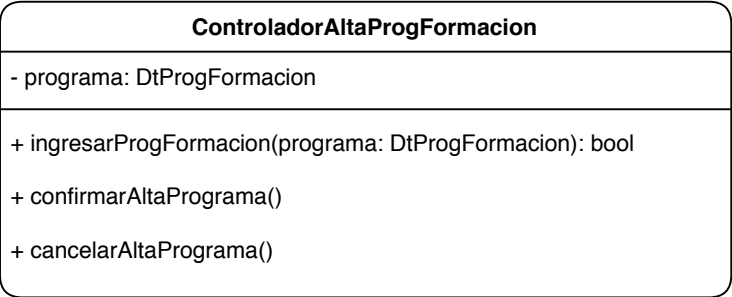 ControladorAltaProgFormacion
- programa: DtProgFormacion
+ ingresarProgFormacion(programa: DtProgFormacion): bool
+ confirmarAltaPrograma()
+ cancelarAltaPrograma()